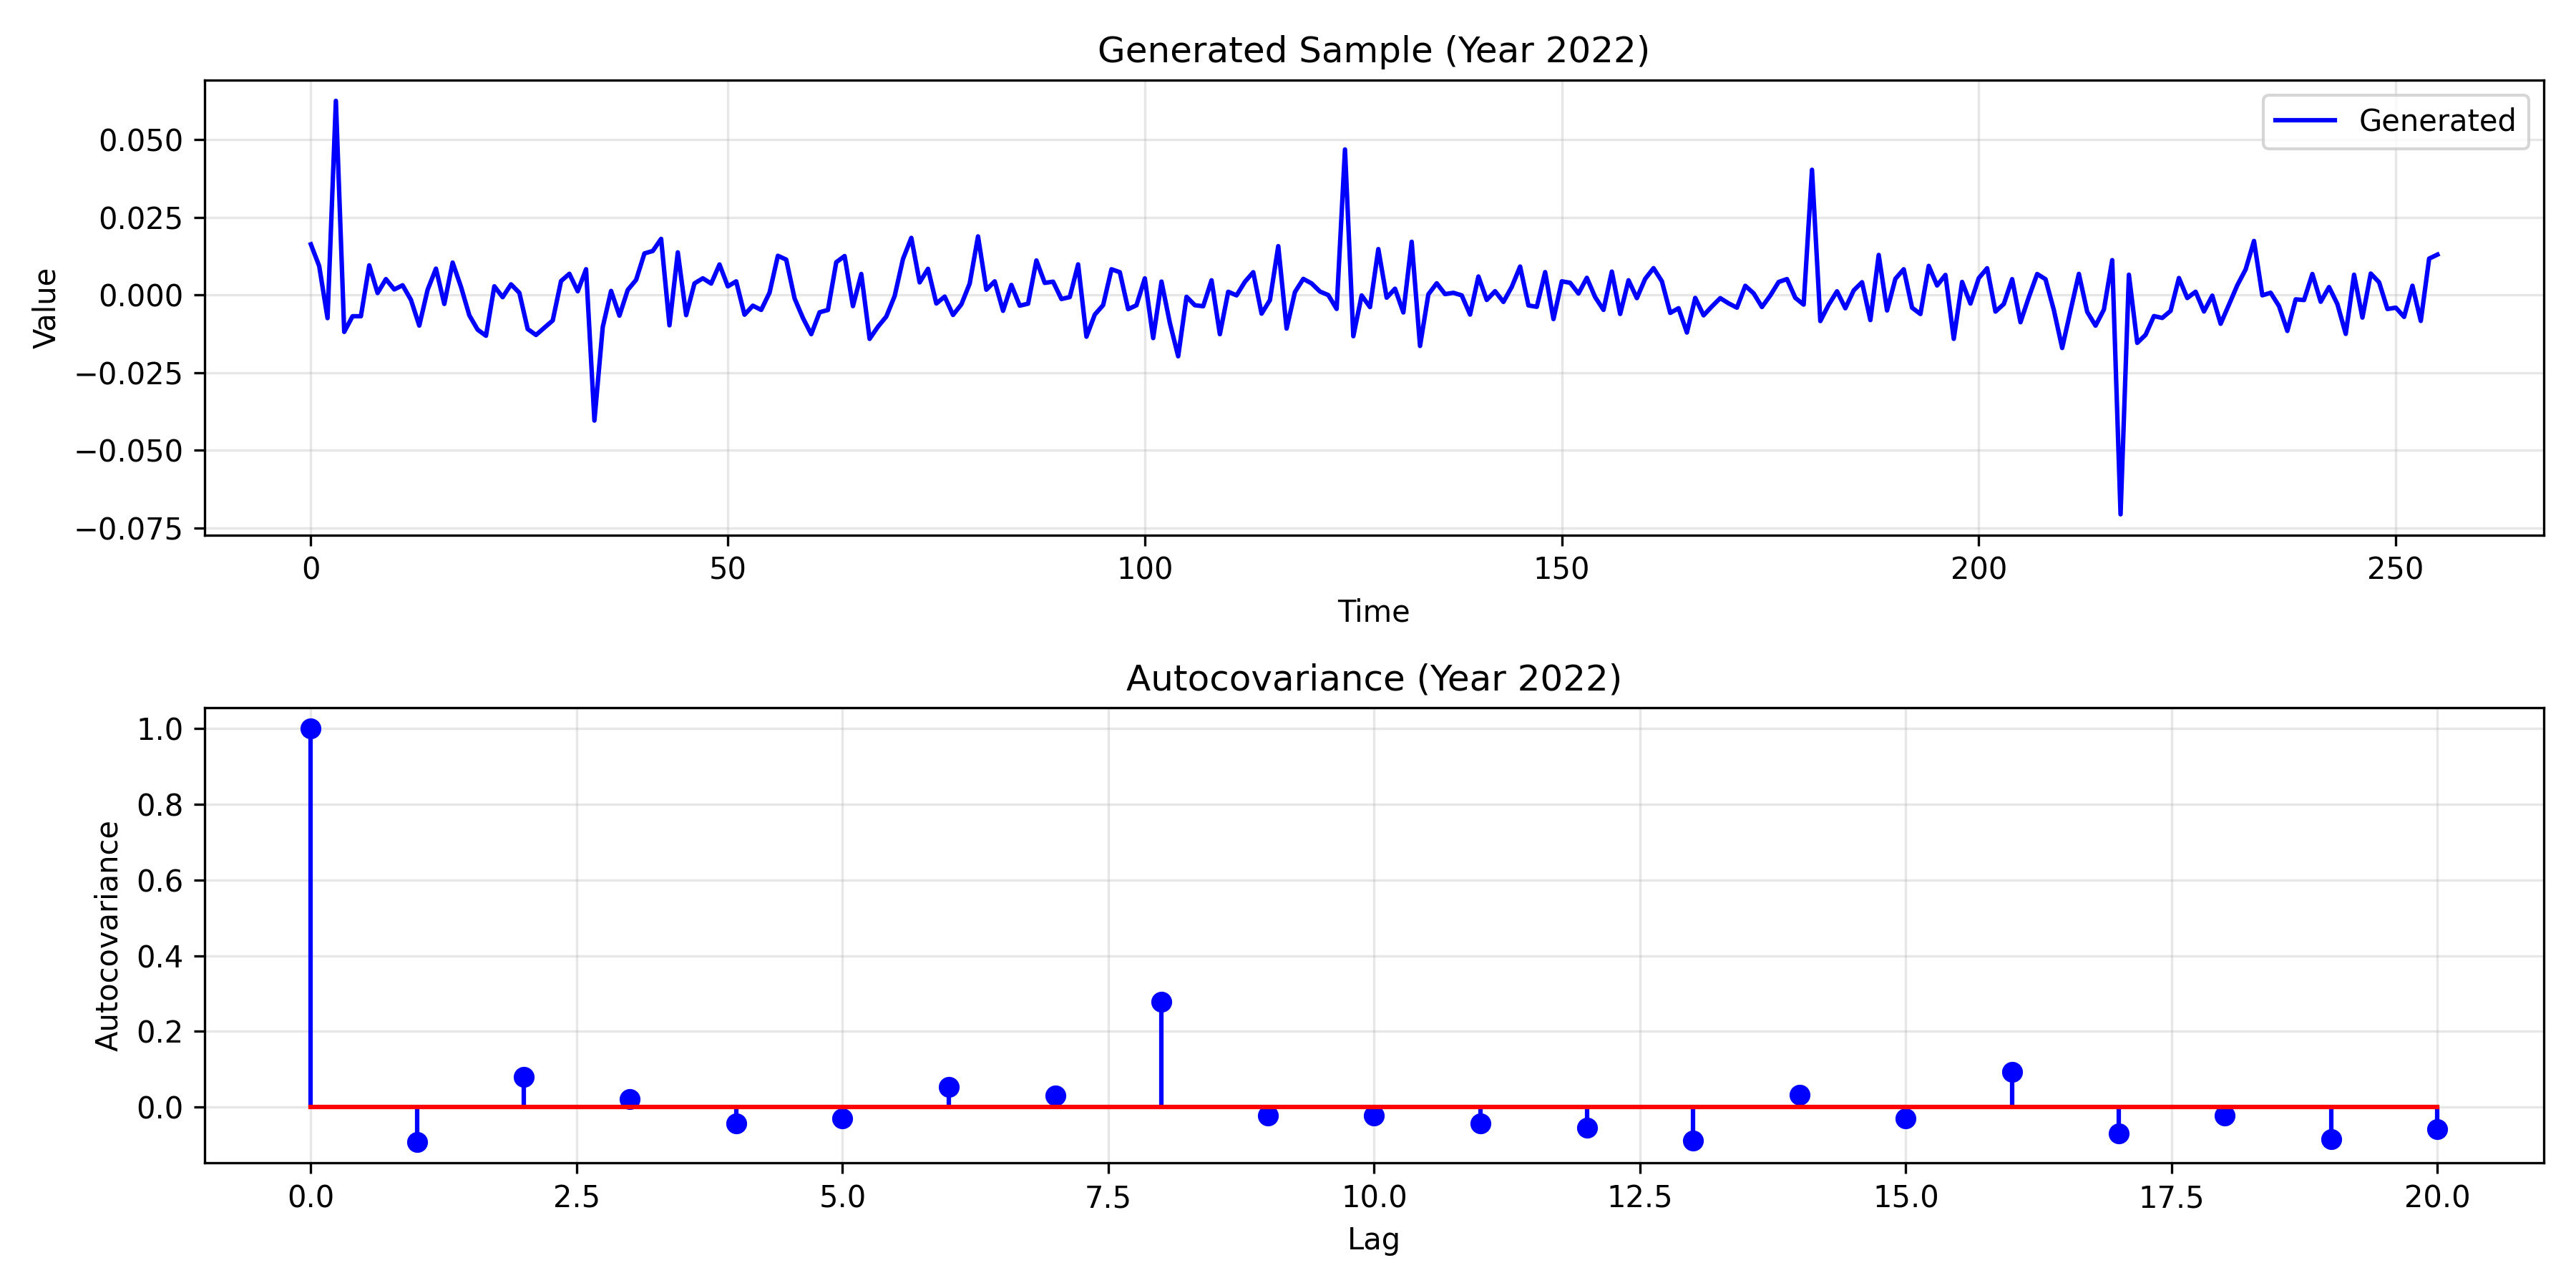 Generated Sample (Year 2022)
Generated
0.050
0.025
0.000
−0.025
−0.050
−0.075
Value
0 50 100 150 200 250
Time
Autocovariance (Year 2022)
1.0
0.8
0.6
0.4
0.2
0.0
Autocovariance
0.0 2.5 5.0 7.5 10.0 12.5 15.0 17.5 20.0
Lag